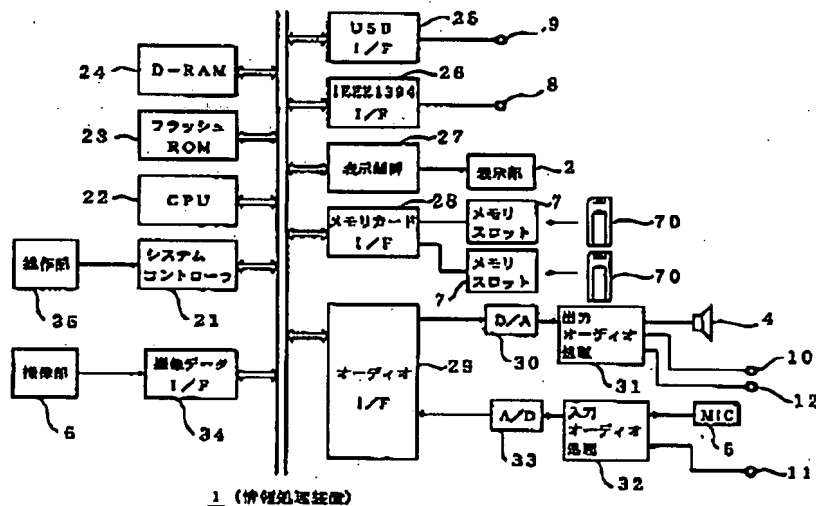 USB
I/F
25
9
24
D-RAM
IEEE1394
I/F
26
8
23
フラッシュ
ROM
27
表示制御
表示部
2
22
CPU
28
メモリカード
I/F
7
メモリ
スロット
70
メモリ
スロット
7
70
操作部
35
システム
コントローラ
21
オーディオ
I/F
29
D/A
30
出力
オーディオ
処理
31
4
10
12
撮像部
6
撮像データ
I/F
34
A/D
33
入力
オーディオ
処理
32
MIC
5
11
1 (情報処理装置)